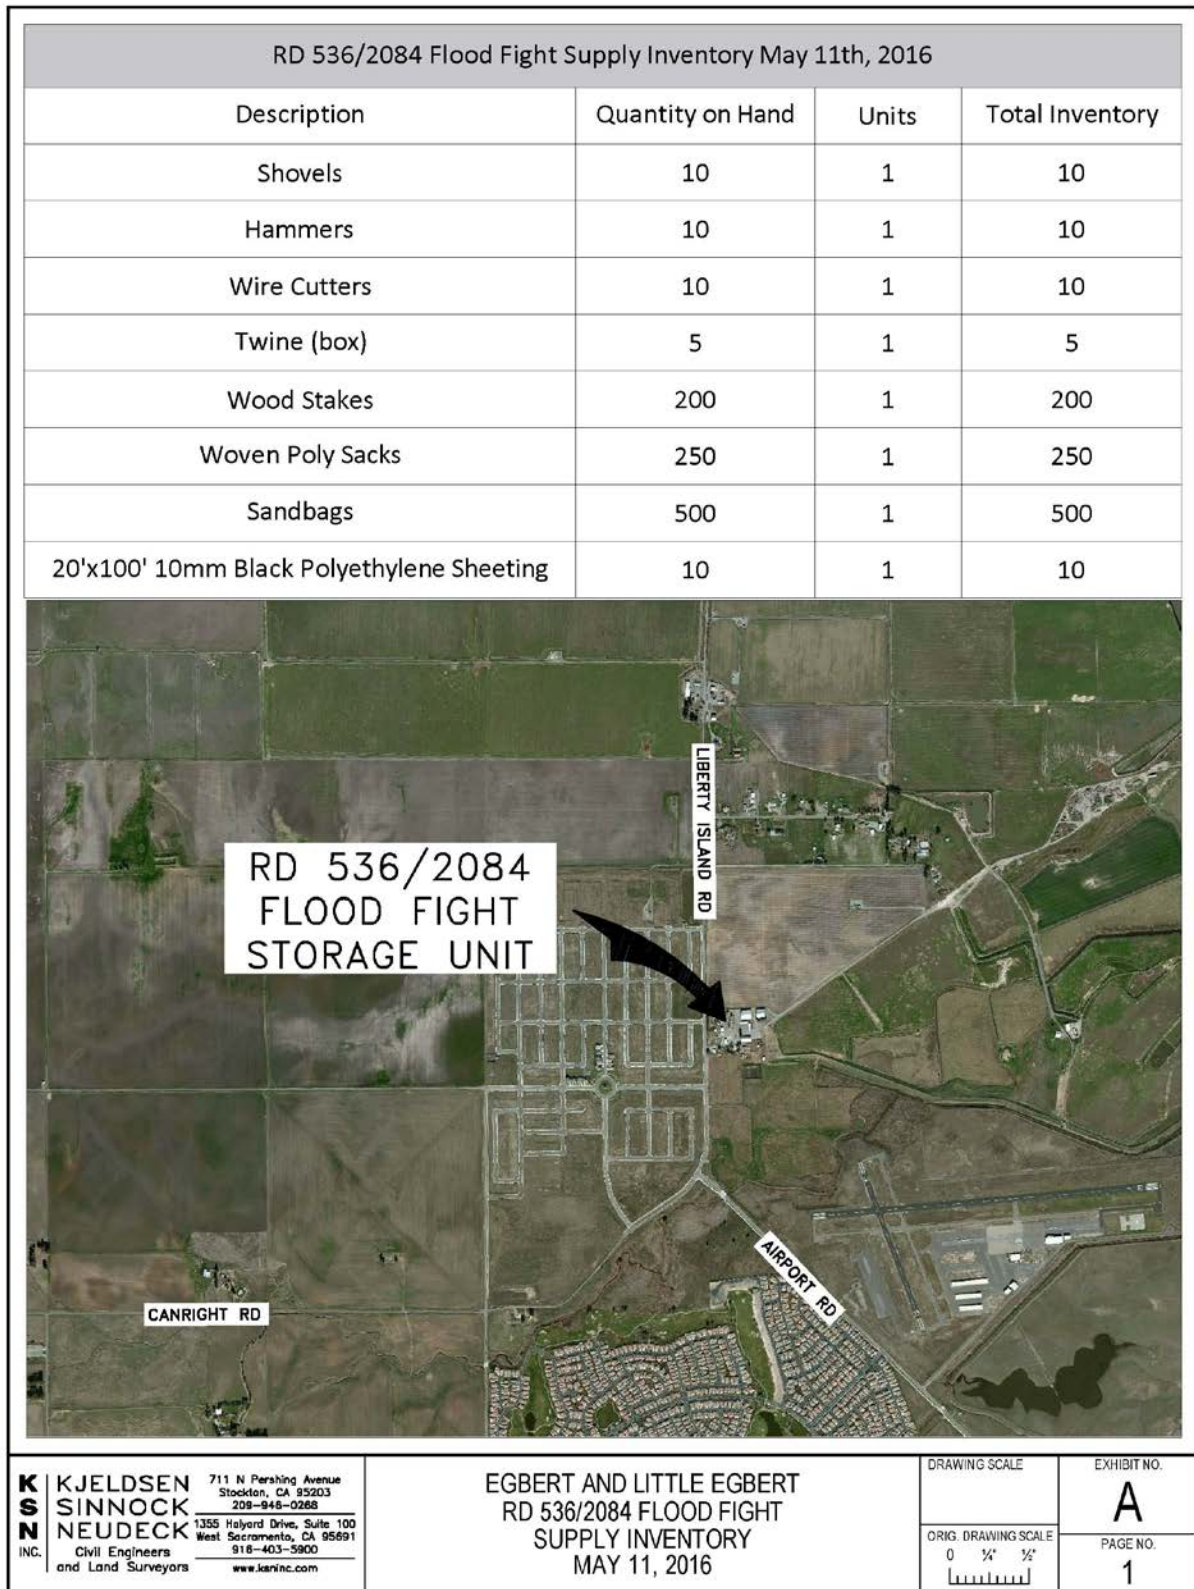 RD 536/2084 Flood Fight Supply Inventory May 11th, 2016
Description Quantity on Hand Units Total Inventory
Shovels 10 1 10
Hammers 10 1 10
Wire Cutters 10 1 10
Twine (box) 5 1 5
Wood Stakes 200 1 200
Woven Poly Sacks 250 1 250
Sandbags 500 1 500
20'x100' 10mm Black Polyethylene Sheeting 10 1 10
LIBERTY ISLAND RD
RD 536/2084
FLOOD FIGHT
STORAGE UNIT
AIRPORT RD
CANRIGHT RD
KSN INC.
KJELDSEN
SINNOCK
NEUDECK
Civil Engineers
and Land Surveyors
711 N Pershing Avenue
Stockton, CA 95203
209-946-0268
1355 Halyard Drive, Suite 100
West Sacramento, CA 95691
916-403-5900
www.ksninc.com
EGBERT AND LITTLE EGBERT
RD 536/2084 FLOOD FIGHT
SUPPLY INVENTORY
MAY 11, 2016
DRAWING SCALE
ORIG. DRAWING SCALE
0 ¼" ½"
EXHIBIT NO.
A
PAGE NO.
1